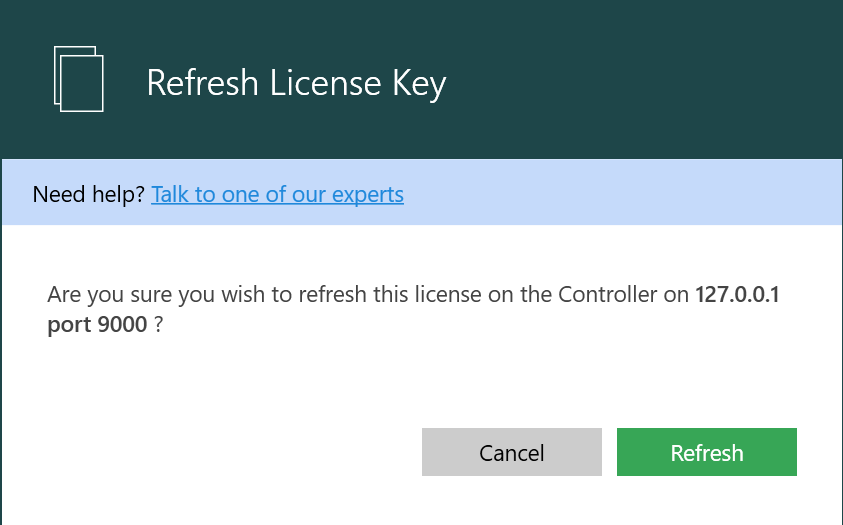 Refresh License Key
Need help? Talk to one of our experts
Are you sure you wish to refresh this license on the Controller on 127.0.0.1
port 9000 ?
Cancel
Refresh